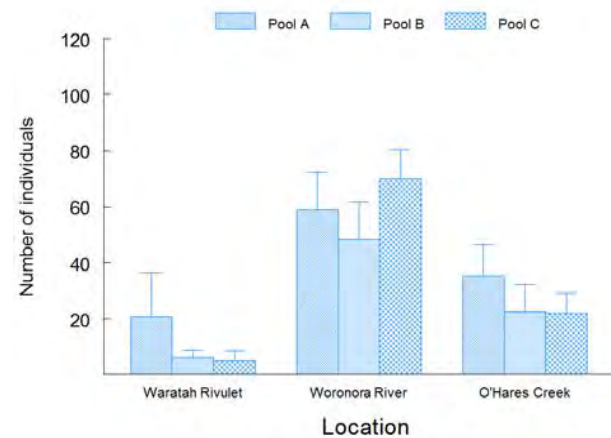 Pool A Pool B Pool C
120
100
80
60
40
20
Number of individuals
Waratah Rivulet Woronora River O'Hares Creek
Location